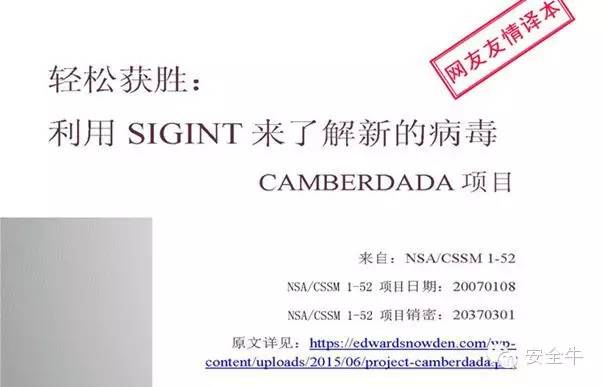 网友友情译本
轻松获胜：
利用 SIGINT 来了解新的病毒
CAMBERDADA 项目
来自：NSA/CSSM 1-52
NSA/CSSM 1-52 项目日期：20070108
NSA/CSSM 1-52 项目销密：20370301
原文详见：https://edwardsnowden.com/wp-
content/uploads/2015/06/project-camberdada.p
安全牛